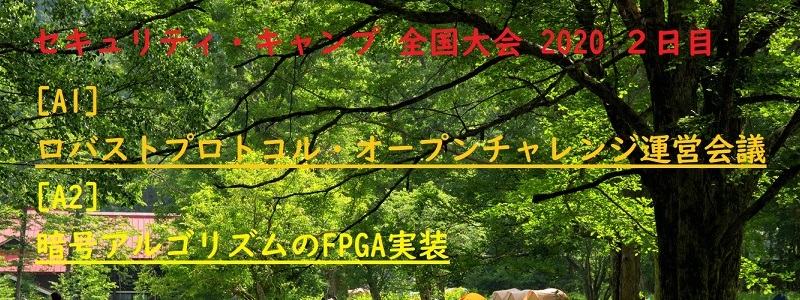 セキュリティ・キャンプ 全国大会 2020 ２日目
[A1]
ロバストプロトコル・オープンチャレンジ運営会議
[A2]
暗号アルゴリズムのFPGA実装